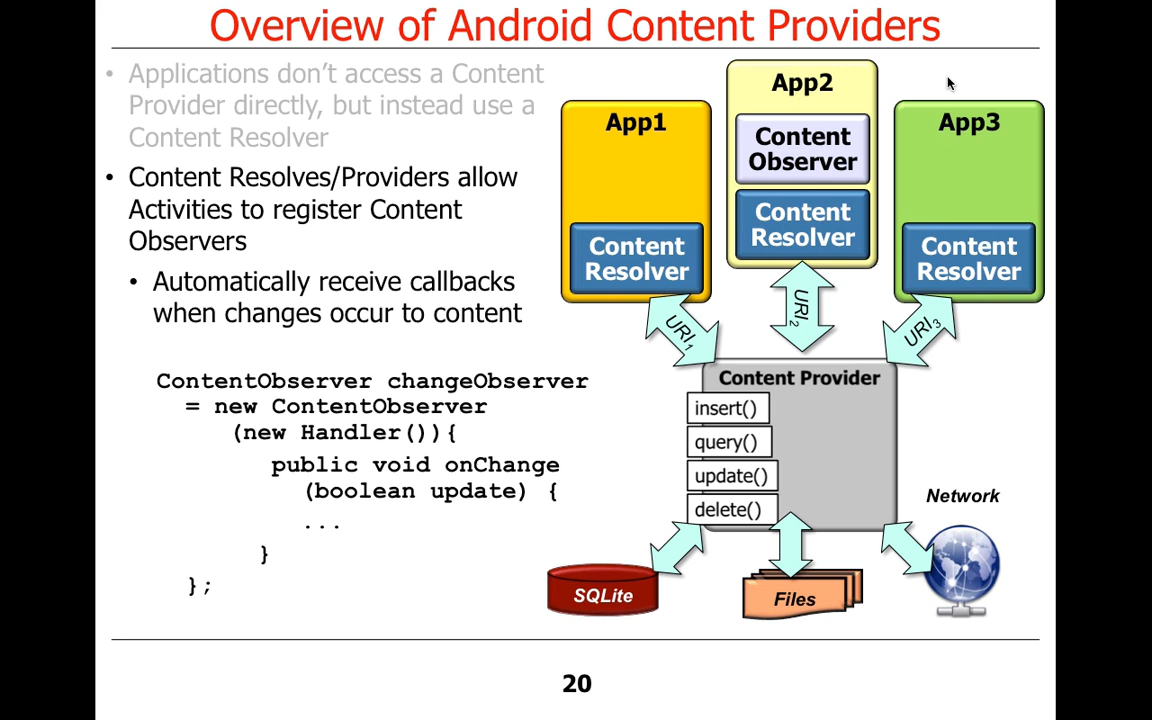 Overview of Android Content Providers
• Applications don’t access a Content
Provider directly, but instead use a
Content Resolver
• Content Resolves/Providers allow
Activities to register Content
Observers
• Automatically receive callbacks
when changes occur to content
ContentObserver changeObserver
= new ContentObserver
(new Handler()){
public void onChange
(boolean update) {
...
}
};
App1
Content
Resolver
App2
Content
Observer
Content
Resolver
App3
Content
Resolver
URI1
URI2
URI3
Content Provider
insert()
query()
update()
delete()
Network
SQLite
Files
20